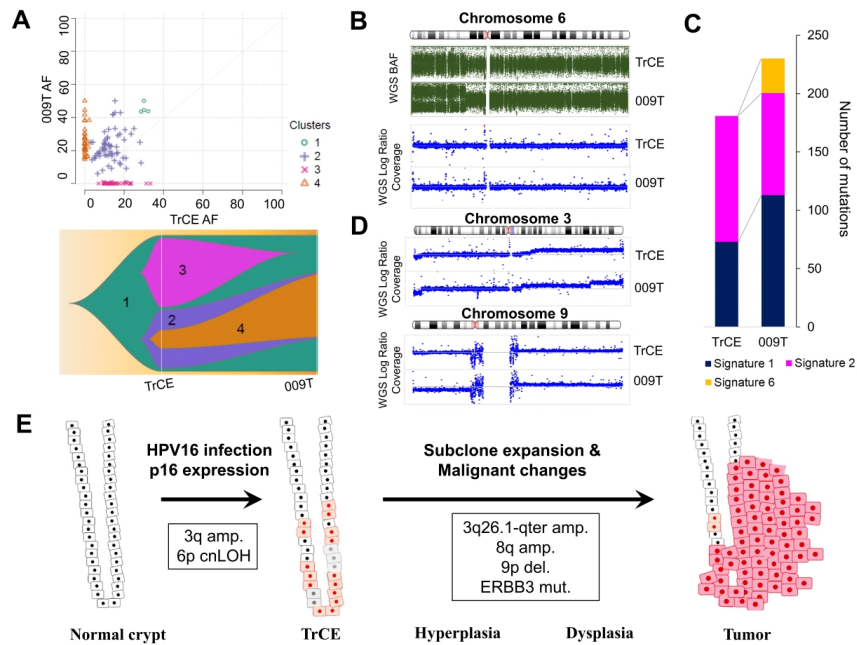 A
100
80
60
40
20
0
009T AF
0 20 40 60 80 100
TrCE AF
Clusters
1
2
3
4
1
3
2
4
TrCE
009T
B
Chromosome 6
WGS BAF
TrCE
009T
WGS Log Ratio
Coverage
TrCE
009T
D
Chromosome 3
WGS Log Ratio
Coverage
TrCE
009T
Chromosome 9
WGS Log Ratio
Coverage
TrCE
009T
C
250
200
150
100
50
0
Number of mutations
TrCE 009T
Signature 1 Signature 2
Signature 6
E
HPV16 infection
p16 expression
3q amp.
6p cnLOH
Subclone expansion &
Malignant changes
3q26.1-qter amp.
8q amp.
9p del.
ERBB3 mut.
Normal crypt TrCE Hyperplasia Dysplasia Tumor